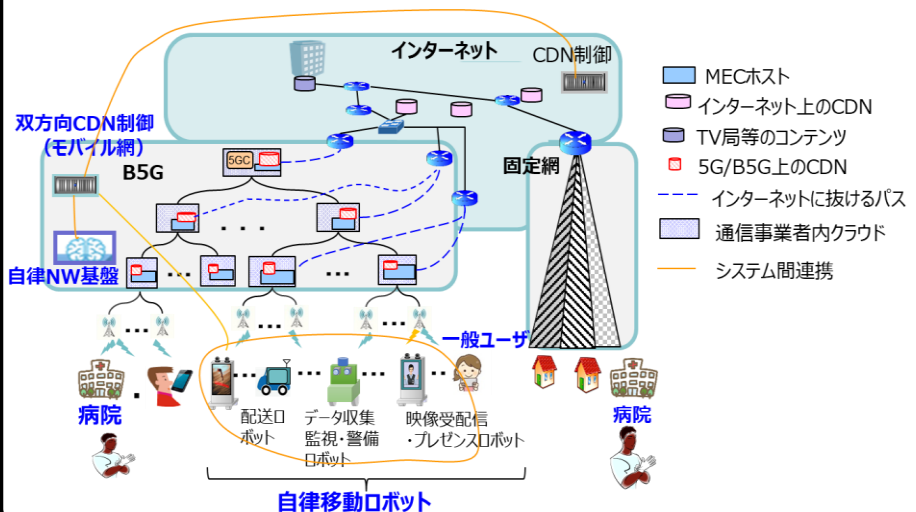 インターネット
CDN制御
双方向CDN制御
(モバイル網)
B5G
5GC
固定網
自律NW基盤
・・・
...
...
...
...
...
...
一般ユーザ
病院
配送ロ
ボット
データ収集
監視・警備
ロボット
映像受配信
・プレゼンスロボット
病院
自律移動ロボット
MECホスト
インターネット上のCDN
TV局等のコンテンツ
5G/B5G上のCDN
インターネットに抜けるパス
通信事業者内クラウド
システム間連携